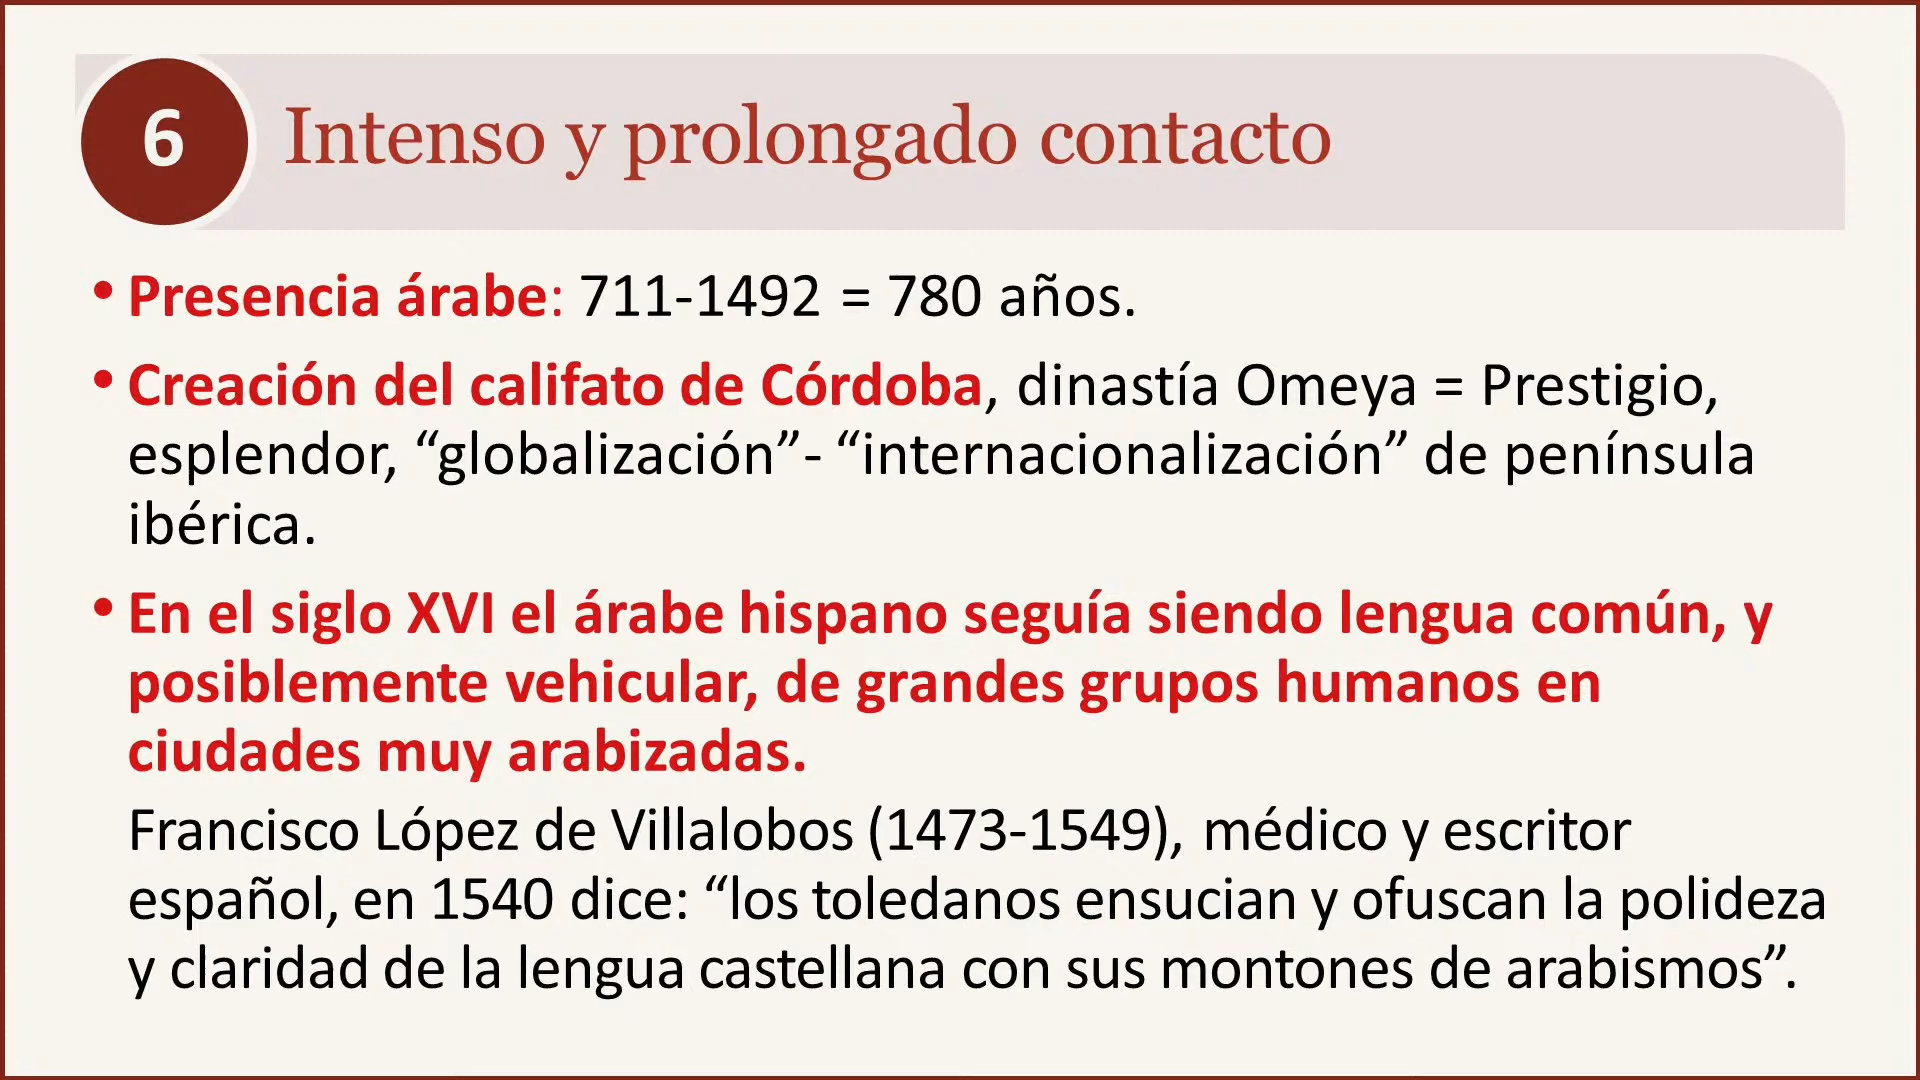 6
Intenso y prolongado contacto
• Presencia árabe: 711-1492 = 780 años.
• Creación del califato de Córdoba, dinastía Omeya = Prestigio,
esplendor, “globalización”- “internacionalización” de península
ibérica.
• En el siglo XVI el árabe hispano seguía siendo lengua común, y
posiblemente vehicular, de grandes grupos humanos en
ciudades muy arabizadas.
Francisco López de Villalobos (1473-1549), médico y escritor
español, en 1540 dice: “los toledanos ensucian y ofuscan la polideza
y claridad de la lengua castellana con sus montones de arabismos”.